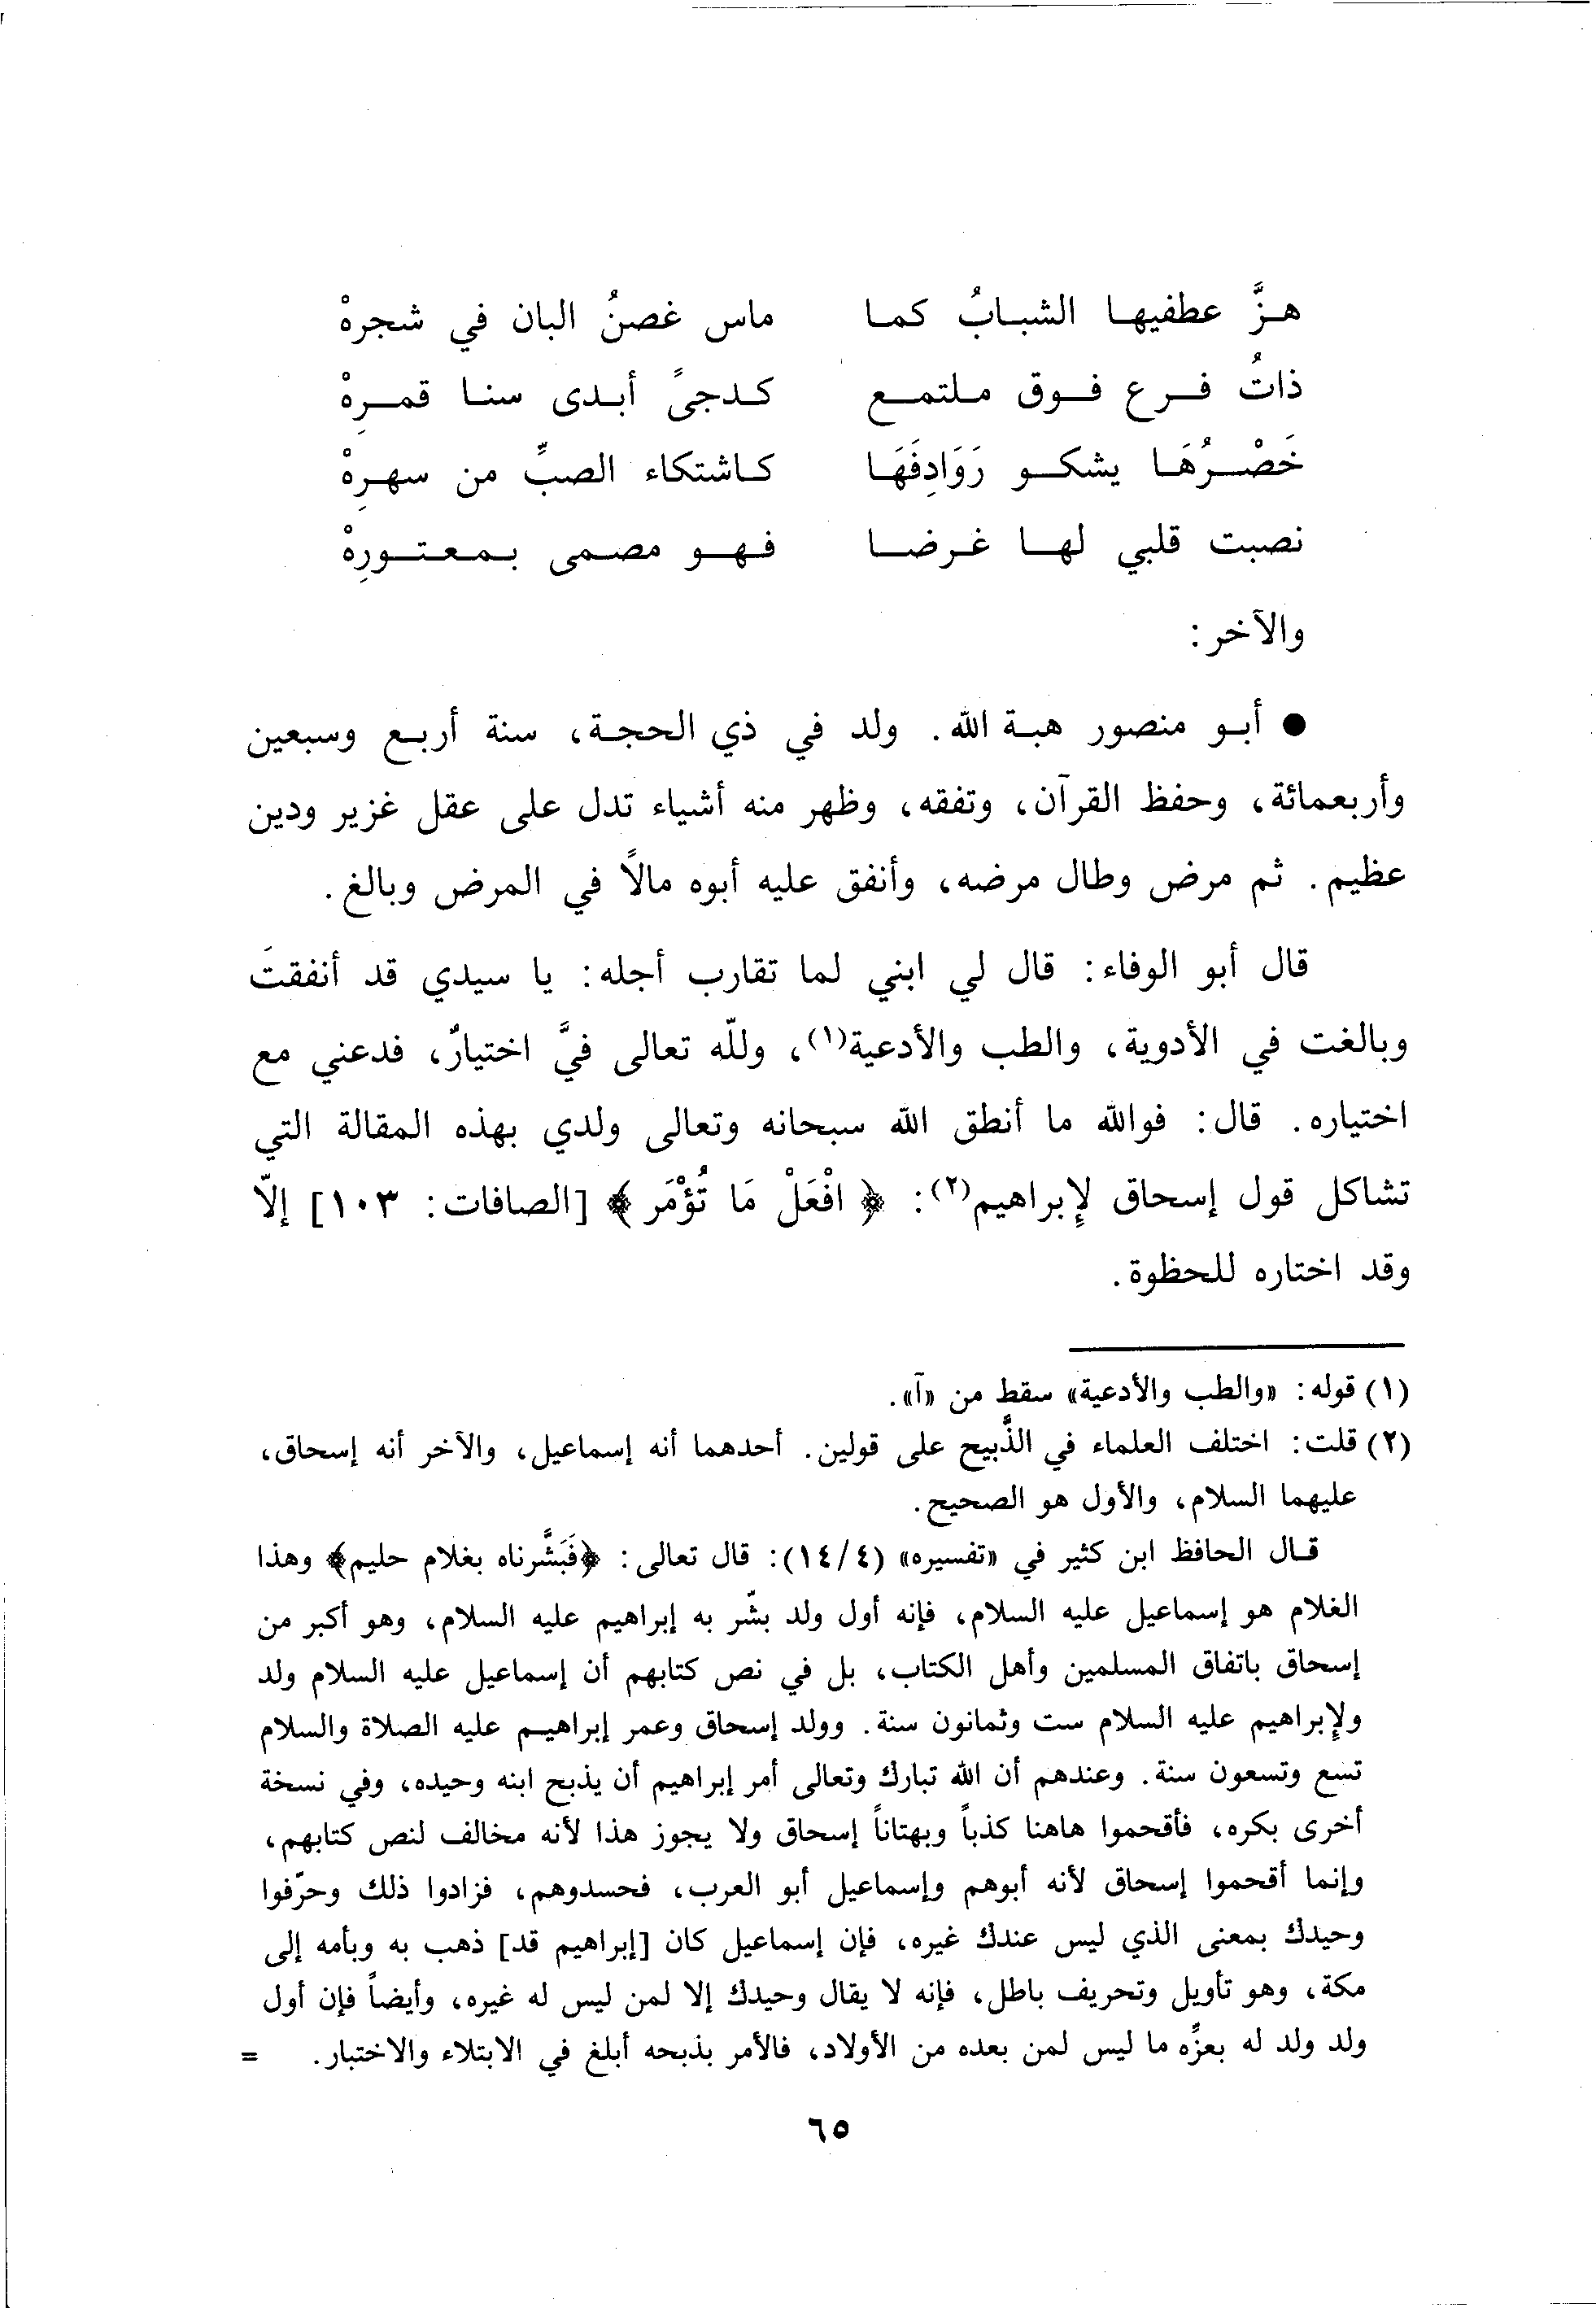 هـزَّ عطفيهـا الشبـابُ كمـا ماس غصنُ البان في شجرهْ
ذاتُ فـرع فـوق ملتمـع كـدجىً أبـدى سنـا قمـرِهْ
خَصْـرُهَـا يشكـو رَوَادِفَهَـا كـاشتكاء الصبِّ من سهـرِهْ
نصبت قلبي لهـا غـرضـا فـهـو مصمى بـمـعـتـورِهْ
والآخر:
● أبـو منصور هبـة الله. ولد في ذي الحجـة، سنة أربـع وسبعين
وأربعمائة، وحفظ القرآن، وتفقه، وظهر منه أشياء تدل على عقل غزير ودين
عظيم. ثم مرض وطال مرضه، وأنفق عليه أبوه مالاً في المرض وبالغ.
قال أبو الوفاء: قال لي ابني لما تقارب أجله: يا سيدي قد أنفقتَ
وبالغت في الأدوية، والطب والأدعية(١)، ولله تعالى فيَّ اختيارٌ، فدعني مع
اختياره. قال: فوالله ما أنطق الله سبحانه وتعالى ولدي بهذه المقالة التي
تشاكل قول إسحاق لإبراهيم(٢): ﴿ افْعَلْ مَا تُؤْمَر ﴾ [الصافات: ١٠٣] إلّا
وقد اختاره للحظوة.
(١) قوله: «والطب والأدعية» سقط من «آ».
(٢) قلت: اختلف العلماء في الذَّبيح على قولين. أحدهما أنه إسماعيل، والآخر أنه إسحاق،
عليهما السلام، والأول هو الصحيح.
قـال الحافظ ابن كثير في «تفسيره» (١٤/٤): قال تعالى: ﴿فَبَشَّرناه بغلام حليم﴾ وهذا
الغلام هو إسماعيل عليه السلام، فإنه أول ولد بشّر به إبراهيم عليه السلام، وهو أكبر من
إسحاق باتفاق المسلمين وأهل الكتاب، بل في نص كتابهم أن إسماعيل عليه السلام ولد
ولإبراهيم عليه السلام ست وثمانون سنة. وولد إسحاق وعمر إبراهيـم عليه الصلاة والسلام
تسع وتسعون سنة. وعندهم أن الله تبارك وتعالى أمر إبراهيم أن يذبح ابنه وحيده، وفي نسخة
أخرى بكره، فأقحموا هاهنا كذباً وبهتاناً إسحاق ولا يجوز هذا لأنه مخالف لنص كتابهم،
وإنما أقحموا إسحاق لأنه أبوهم وإسماعيل أبو العرب، فحسدوهم، فزادوا ذلك وحرّفوا
وحيدك بمعنى الذي ليس عندك غيره، فإن إسماعيل كان [إبراهيم قد] ذهب به وبأمه إلى
مكة، وهو تأويل وتحريف باطل، فإنه لا يقال وحيدك إلا لمن ليس له غيره، وأيضاً فإن أول
ولد ولد له بعزِّه ما ليس لمن بعده من الأولاد، فالأمر بذبحه أبلغ في الابتلاء والاختبار. =
٦٥